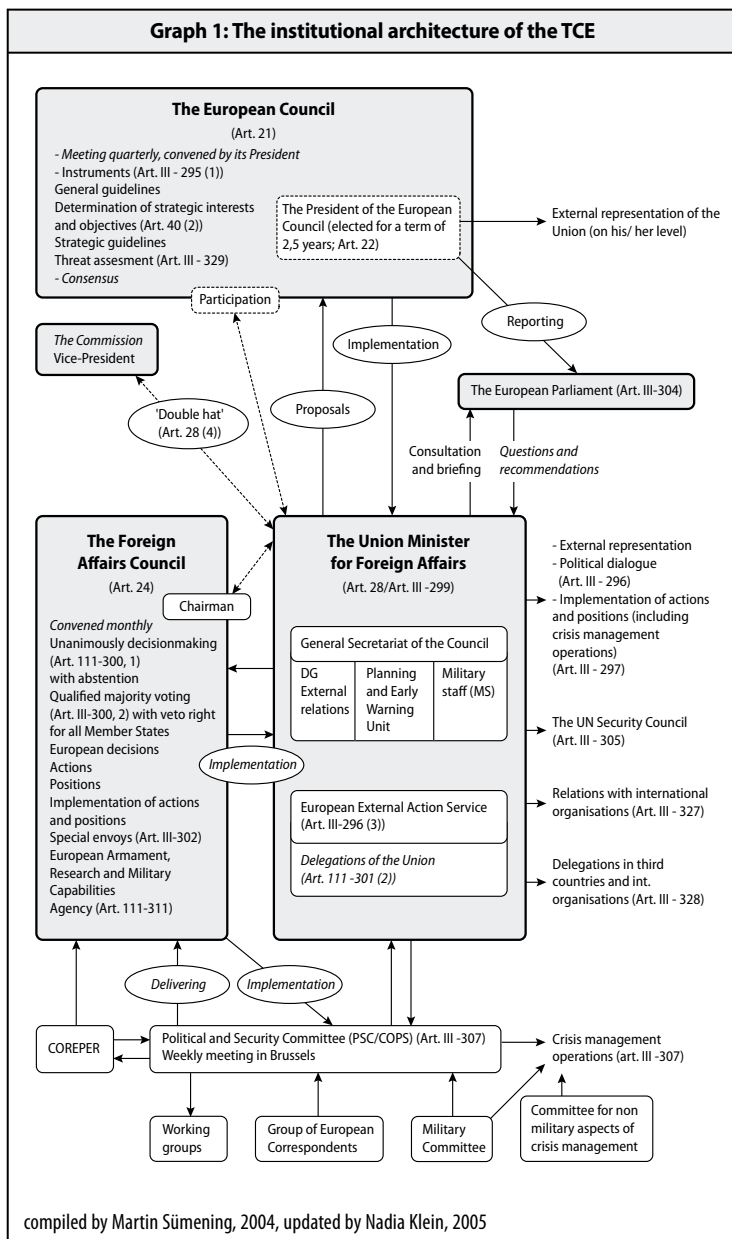 Graph 1: The institutional architecture of the TCE
The European Council
(Art. 21)
- Meeting quarterly, convened by its President
- Instruments (Art. III - 295 (1))
General guidelines
Determination of strategic interests
and objectives (Art. 40 (2))
Strategic guidelines
Threat assesment (Art. III - 329)
- Consensus
The President of the European
Council (elected for a term of
2,5 years; Art. 22)
External representation of the
Union (on his/ her level)
Participation
Implementation
Reporting
The Commission
Vice-President
'Double hat'
(Art. 28 (4))
Proposals
The European Parliament (Art. III-304)
Consultation
and briefing
Questions and
recommendations
The Foreign
Affairs Council
(Art. 24)
Chairman
Convened monthly
Unanimously decisionmaking
(Art. 111-300, 1)
with abstention
Qualified majority voting
(Art. III-300, 2) with veto right
for all Member States
European decisions
Actions
Positions
Implementation of actions
and positions
Special envoys (Art. III-302)
European Armament,
Research and Military
Capabilities
Agency (Art. 111-311)
Implementation
The Union Minister
for Foreign Affairs
(Art. 28/Art. III -299)
General Secretariat of the Council
DG
External
relations
Planning
and Early
Warning
Unit
Military
staff (MS)
European External Action Service
(Art. III-296 (3))
Delegations of the Union
(Art. 111 -301 (2))
- External representation
- Political dialogue
(Art. III - 296)
- Implementation of actions
and positions (including
crisis management
operations)
(Art. III - 297)
The UN Security Council
(Art. III - 305)
Relations with international
organisations (Art. III - 327)
Delegations in third
countries and int.
organisations (Art. III - 328)
Delivering
Implementation
COREPER
Political and Security Committee (PSC/COPS) (Art. III -307)
Weekly meeting in Brussels
Crisis management
operations (art. III -307)
Working
groups
Group of European
Correspondents
Military
Committee
Committee for non
military aspects of
crisis management
compiled by Martin Sümening, 2004, updated by Nadia Klein, 2005